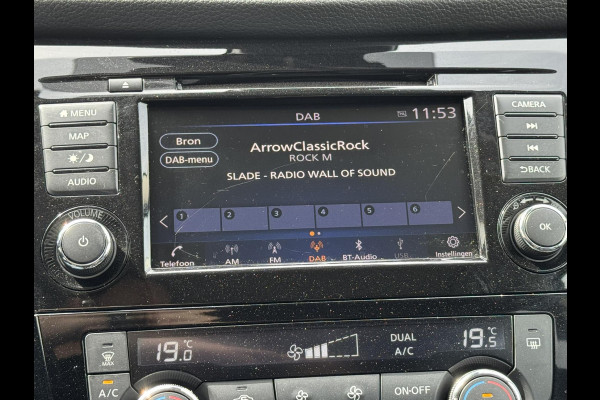 MENU
MAP
AUDIO
VOLUME
DAB
11:53
Bron
DAB-menu
ArrowClassicRock
ROCK M
SLADE - RADIO WALL OF SOUND
1 2 3 4 5 6
Telefoon AM FM DAB BT-Audio USB Instellingen
CAMERA
BACK
OK
19.0 °C
DUAL
A/C
19.5 °C
MAX
A/C
ON-OFF